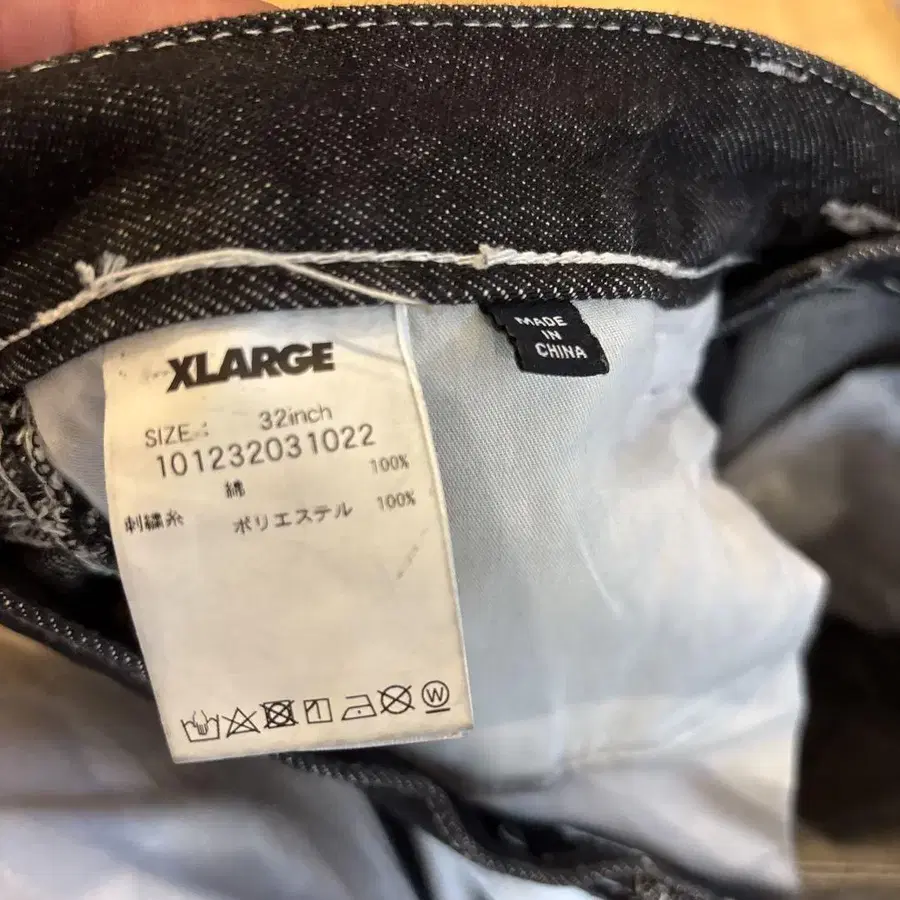 XLARGE
SIZE: 32inch
101232031022
綿 100%
刺繍糸 ポリエステル 100%
W
MADE
IN
CHINA